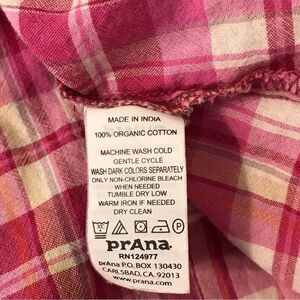 MADE IN INDIA
100% ORGANIC COTTON
MACHINE WASH COLD
GENTLE CYCLE
WASH DARK COLORS SEPARATELY
ONLY NON-CHLORINE BLEACH
WHEN NEEDED
TUMBLE DRY LOW
WARM IRON IF NEEDED
DRY CLEAN
prAna
RN124977
prAna P.O. BOX 130430
CARLSBAD, CA. 92013
www.prana.com